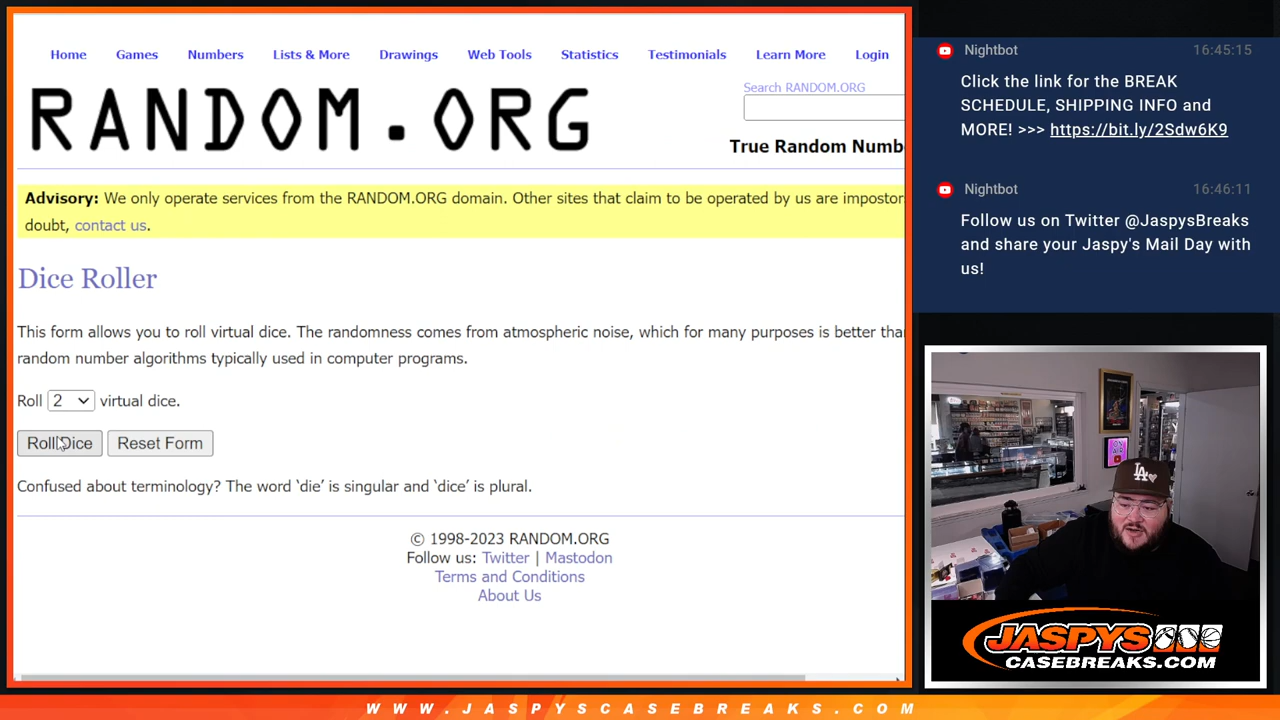 Home Games Numbers Lists & More Drawings Web Tools Statistics Testimonials Learn More Login
RANDOM.ORG
Search RANDOM.ORG
True Random Numb
Advisory: We only operate services from the RANDOM.ORG domain. Other sites that claim to be operated by us are impostor
doubt, contact us.
Dice Roller
This form allows you to roll virtual dice. The randomness comes from atmospheric noise, which for many purposes is better tha
random number algorithms typically used in computer programs.
Roll 2 virtual dice.
Roll Dice Reset Form
Confused about terminology? The word ‘die’ is singular and ‘dice’ is plural.
© 1998-2023 RANDOM.ORG
Follow us: Twitter | Mastodon
Terms and Conditions
About Us
Nightbot 16:45:15
Click the link for the BREAK
SCHEDULE, SHIPPING INFO and
MORE! >>> https://bit.ly/2Sdw6K9
Nightbot 16:46:11
Follow us on Twitter @JaspysBreaks
and share your Jaspy's Mail Day with
us!
ON
AIR
LA
JASPYS
CASEBREAKS.COM
WWW.JASPYSCASEBREAKS.COM